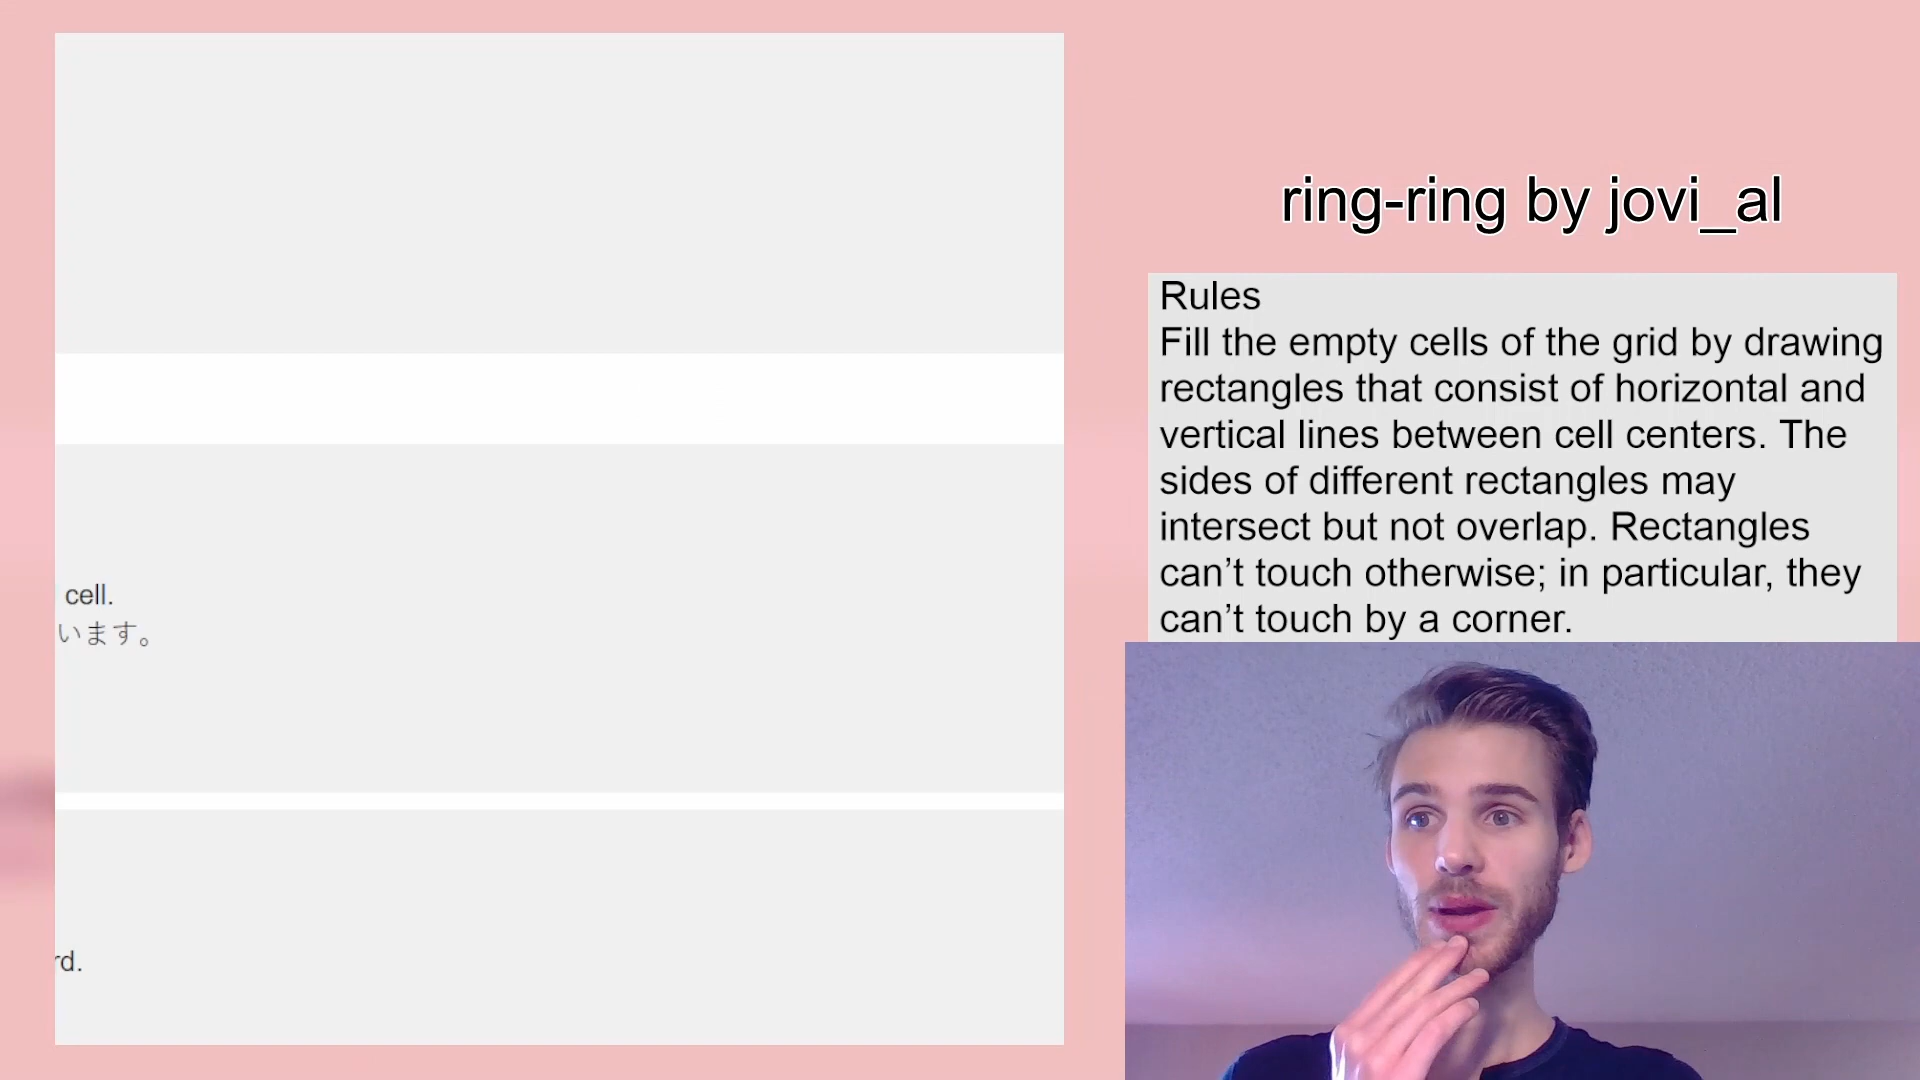 ring-ring by jovi_al
Rules
Fill the empty cells of the grid by drawing
rectangles that consist of horizontal and
vertical lines between cell centers. The
sides of different rectangles may
intersect but not overlap. Rectangles
can’t touch otherwise; in particular, they
can’t touch by a corner.
cell.
います。
rd.